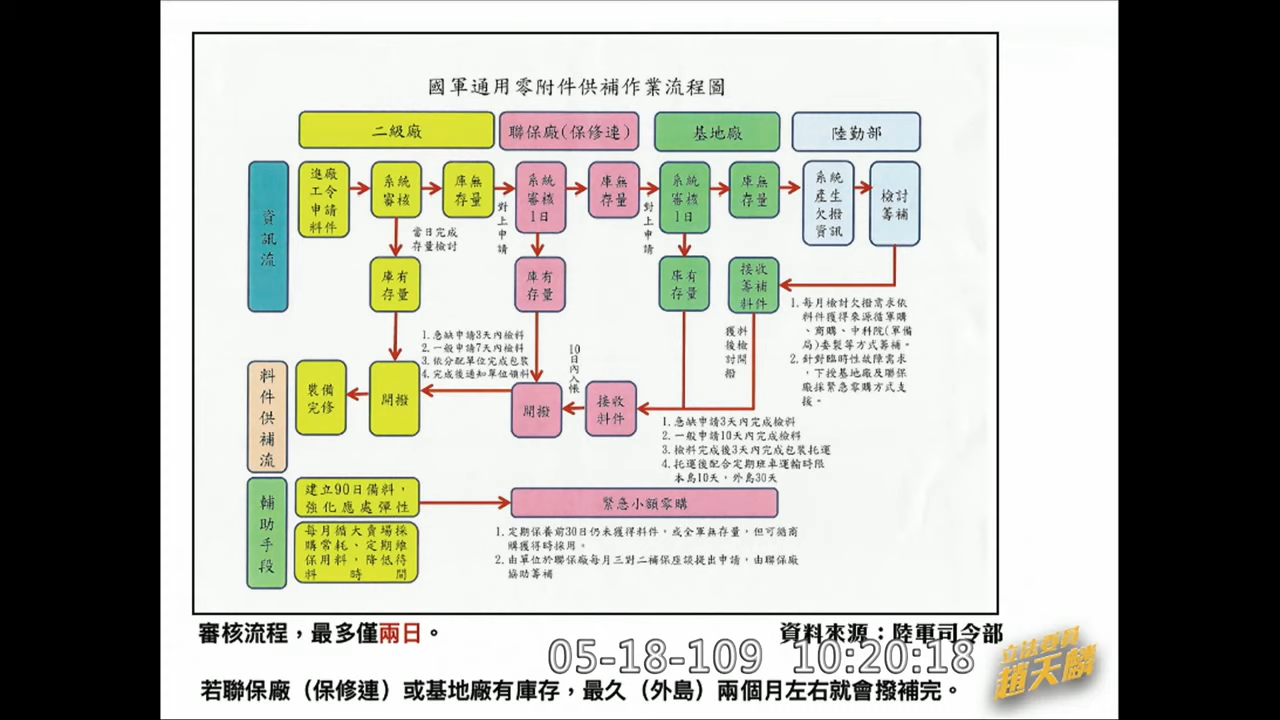 國軍通用零附件供補作業流程圖
二級廠
聯保廠(保修連)
基地廠
陸勤部
資訊流
進廠
工令
申請
料件
系統
審核
庫無
存量
對上申請
系統
審核
1日
庫無
存量
對上申請
系統
審核
1日
庫無
存量
系統
產生
欠撥
資訊
檢討
籌補
當日完成
存量檢討
庫有
存量
庫有
存量
庫有
存量
接收
籌補
料件
1.每月檢討欠撥需求依
料件獲得來源循軍購
、商購、中科院(軍備
局)委製等方式籌補。
2.針對臨時性故障需求
,下授基地廠及聯保
廠採緊急零購方式支
援。
獲料
後檢
討開
撥
1.急缺申請3天內檢料
2.一般申請7天內檢料
3.依分配單位完成包裝
4.完成後通知單位領料
10日內入帳
料件供補流
裝備
完修
開撥
開撥
接收
料件
1.急缺申請3天內完成檢料
2.一般申請10天內完成檢料
3.檢料完成後3天內完成包裝托運
4.托運後配合定期班車運輸時限
本島10天,外島30天
輔助手段
建立90日備料,
強化應處彈性
緊急小額零購
每月循大賣場採
購常耗、定期維
保用料,降低待
料時間
1.定期保養前30日仍未獲得料件,或全軍無存量,但可循商
購獲得時採用。
2.由單位於聯保廠每月三對二補保座談提出申請,由聯保廠
協助籌補
審核流程,最多僅兩日。
資料來源:陸軍司令部
05-18-109 10:20:18
立法委員
趙天麟
若聯保廠(保修連)或基地廠有庫存,最久(外島)兩個月左右就會撥補完。